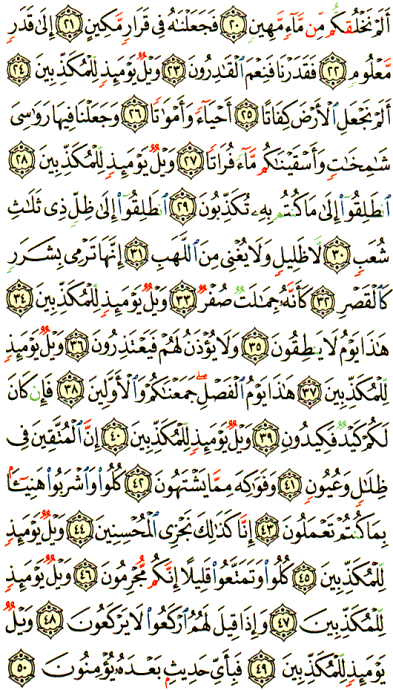 أَلَمْ نَخْلُقكُّم مِّن مَّآءٍ مَّهِينٍ ٢٠ فَجَعَلْنَٰهُ فِى قَرَارٍ مَّكِينٍ ٢١ إِلَىٰ قَدَرٍ
مَّعْلُومٍ ٢٢ فَقَدَرْنَا فَنِعْمَ ٱلْقَٰدِرُونَ ٢٣ وَيْلٌ يَوْمَئِذٍ لِّلْمُكَذِّبِينَ ٢٤
أَلَمْ نَجْعَلِ ٱلْأَرْضَ كِفَاتًا ٢٥ أَحْيَآءً وَأَمْوَٰتًا ٢٦ وَجَعَلْنَا فِيهَا رَوَٰسِىَ
شَٰمِخَٰتٍ وَأَسْقَيْنَٰكُم مَّآءً فُرَاتًا ٢٧ وَيْلٌ يَوْمَئِذٍ لِّلْمُكَذِّبِينَ ٢٨
ٱنطَلِقُوٓا۟ إِلَىٰ مَا كُنتُم بِهِۦ تُكَذِّبُونَ ٢٩ ٱنطَلِقُوٓا۟ إِلَىٰ ظِلٍّ ذِى ثَلَٰثِ
شُعَبٍ ٣٠ لَّا ظَلِيلٍ وَلَا يُغْنِى مِنَ ٱللَّهَبِ ٣١ إِنَّهَا تَرْمِى بِشَرَرٍ
كَٱلْقَصْرِ ٣٢ كَأَنَّهُۥ جِمَٰلَتٌ صُفْرٌ ٣٣ وَيْلٌ يَوْمَئِذٍ لِّلْمُكَذِّبِينَ ٣٤
هَٰذَا يَوْمُ لَا يَنطِقُونَ ٣٥ وَلَا يُؤْذَنُ لَهُمْ فَيَعْتَذِرُونَ ٣٦ وَيْلٌ يَوْمَئِذٍ
لِّلْمُكَذِّبِينَ ٣٧ هَٰذَا يَوْمُ ٱلْفَصْلِ ۖ جَمَعْنَٰكُمْ وَٱلْأَوَّلِينَ ٣٨ فَإِن كَانَ
لَكُمْ كَيْدٌ فَكِيدُونِ ٣٩ وَيْلٌ يَوْمَئِذٍ لِّلْمُكَذِّبِينَ ٤٠ إِنَّ ٱلْمُتَّقِينَ فِى
ظِلَٰلٍ وَعُيُونٍ ٤١ وَفَوَٰكِهَ مِمَّا يَشْتَهُونَ ٤٢ كُلُوا۟ وَٱشْرَبُوا۟ هَنِيٓـًٔۢا
بِمَا كُنتُمْ تَعْمَلُونَ ٤٣ إِنَّا كَذَٰلِكَ نَجْزِى ٱلْمُحْسِنِينَ ٤٤ وَيْلٌ يَوْمَئِذٍ
لِّلْمُكَذِّبِينَ ٤٥ كُلُوا۟ وَتَمَتَّعُوا۟ قَلِيلًا إِنَّكُم مُّجْرِمُونَ ٤٦ وَيْلٌ يَوْمَئِذٍ
لِّلْمُكَذِّبِينَ ٤٧ وَإِذَا قِيلَ لَهُمُ ٱرْكَعُوا۟ لَا يَرْكَعُونَ ٤٨ وَيْلٌ
يَوْمَئِذٍ لِّلْمُكَذِّبِينَ ٤٩ فَبِأَىِّ حَدِيثٍۭ بَعْدَهُۥ يُؤْمِنُونَ ٥٠